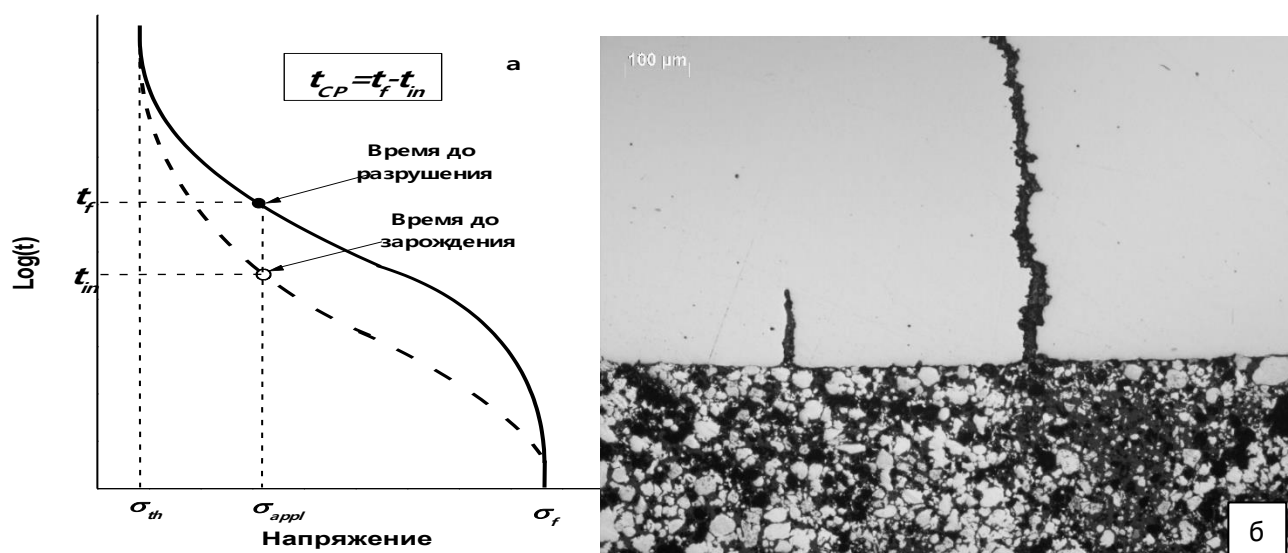 а
t_CP = t_f - t_in
Время до
разрушения
t_f
Время до
зарождения
t_in
Log(t)
σ_th
σ_appl
σ_f
Напряжение
100 µm
б